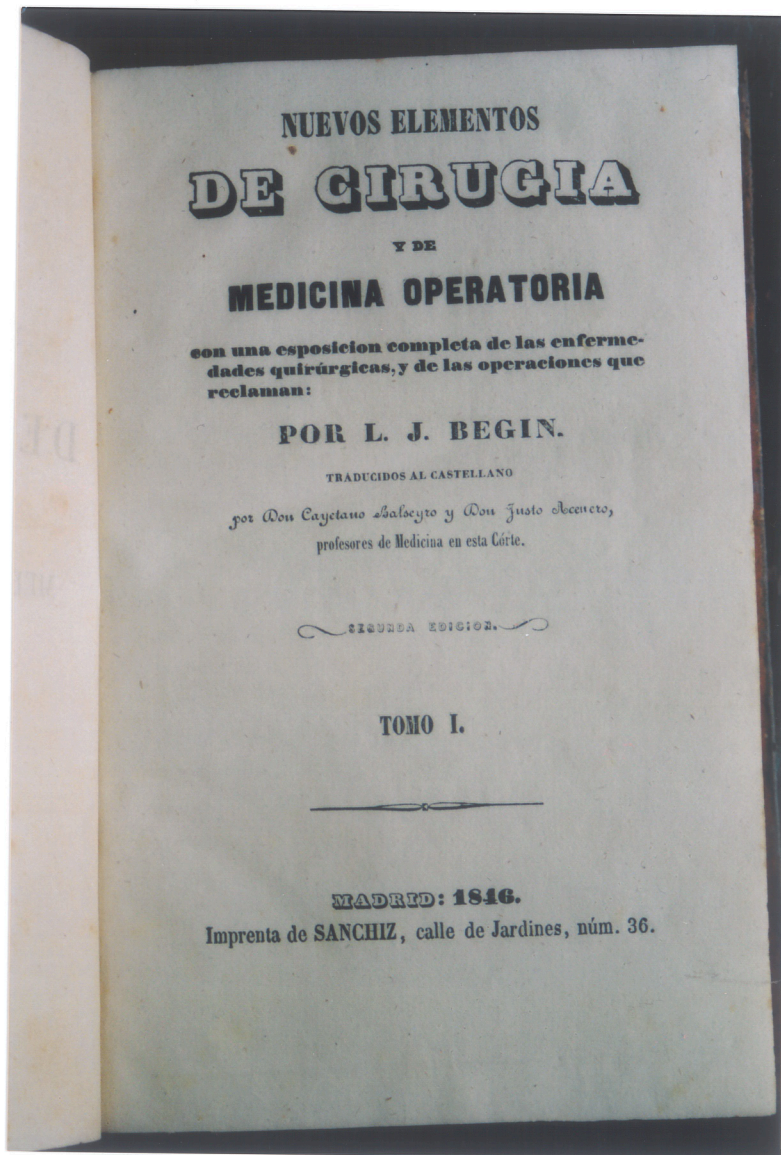 NUEVOS ELEMENTOS
DE CIRUGIA
Y DE
MEDICINA OPERATORIA
con una esposicion completa de las enferme-
dades quirúrgicas, y de las operaciones que
reclaman:
POR L. J. BEGIN.
TRADUCIDOS AL CASTELLANO
por Don Cayetano Balseyro y Don Justo Acenero,
profesores de Medicina en esta Córte.
SEGUNDA EDICION.
TOMO I.
MADRID: 1846.
Imprenta de SANCHIZ, calle de Jardines, núm. 36.